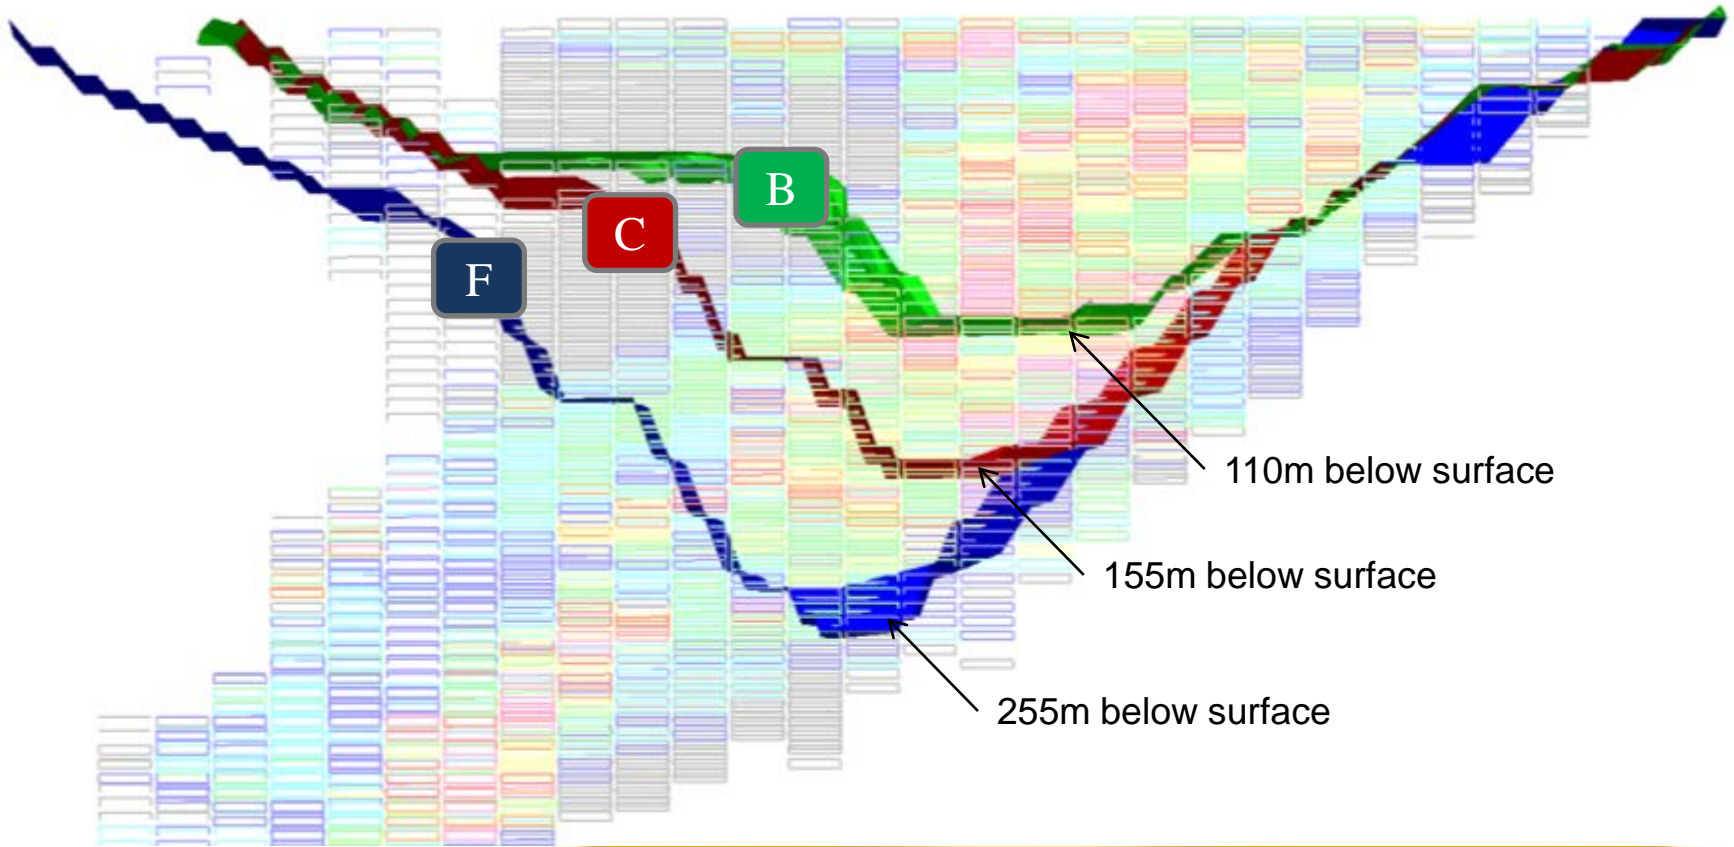 B
C
F
110m below surface
155m below surface
255m below surface